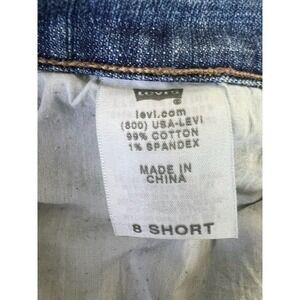 LEVI'S
®
levi.com
(800) USA-LEVI
99% COTTON
1% SPANDEX
MADE IN
CHINA
8 SHORT